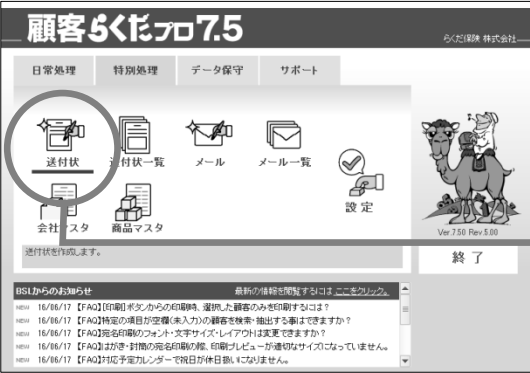 顧客らくだプロ7.5
らくだ保険 株式会社
日常処理 特別処理 データ保守 サポート
送付状 送付状一覧 メール メール一覧
設定
会社マスタ 商品マスタ
Ver.7.50 Rev.5.00
送付状を作成します。
終了
BSLからのお知らせ 最新の情報を閲覧するにはここをクリック。
NEW 16/06/17 【FAQ】[印刷]ボタンからの印刷時、選択した顧客のみを印刷するには？
NEW 16/06/17 【FAQ】特定の項目が空欄(未入力)の顧客を検索・抽出する事はできますか？
NEW 16/06/17 【FAQ】宛名印刷のフォント・文字サイズ・レイアウトは変更できますか？
NEW 16/06/17 【FAQ】はがき・封筒の宛名印刷の際、印刷プレビューが適切なサイズになっていません。
NEW 16/06/17 【FAQ】対応予定カレンダーで祝日が休日扱いになりません。